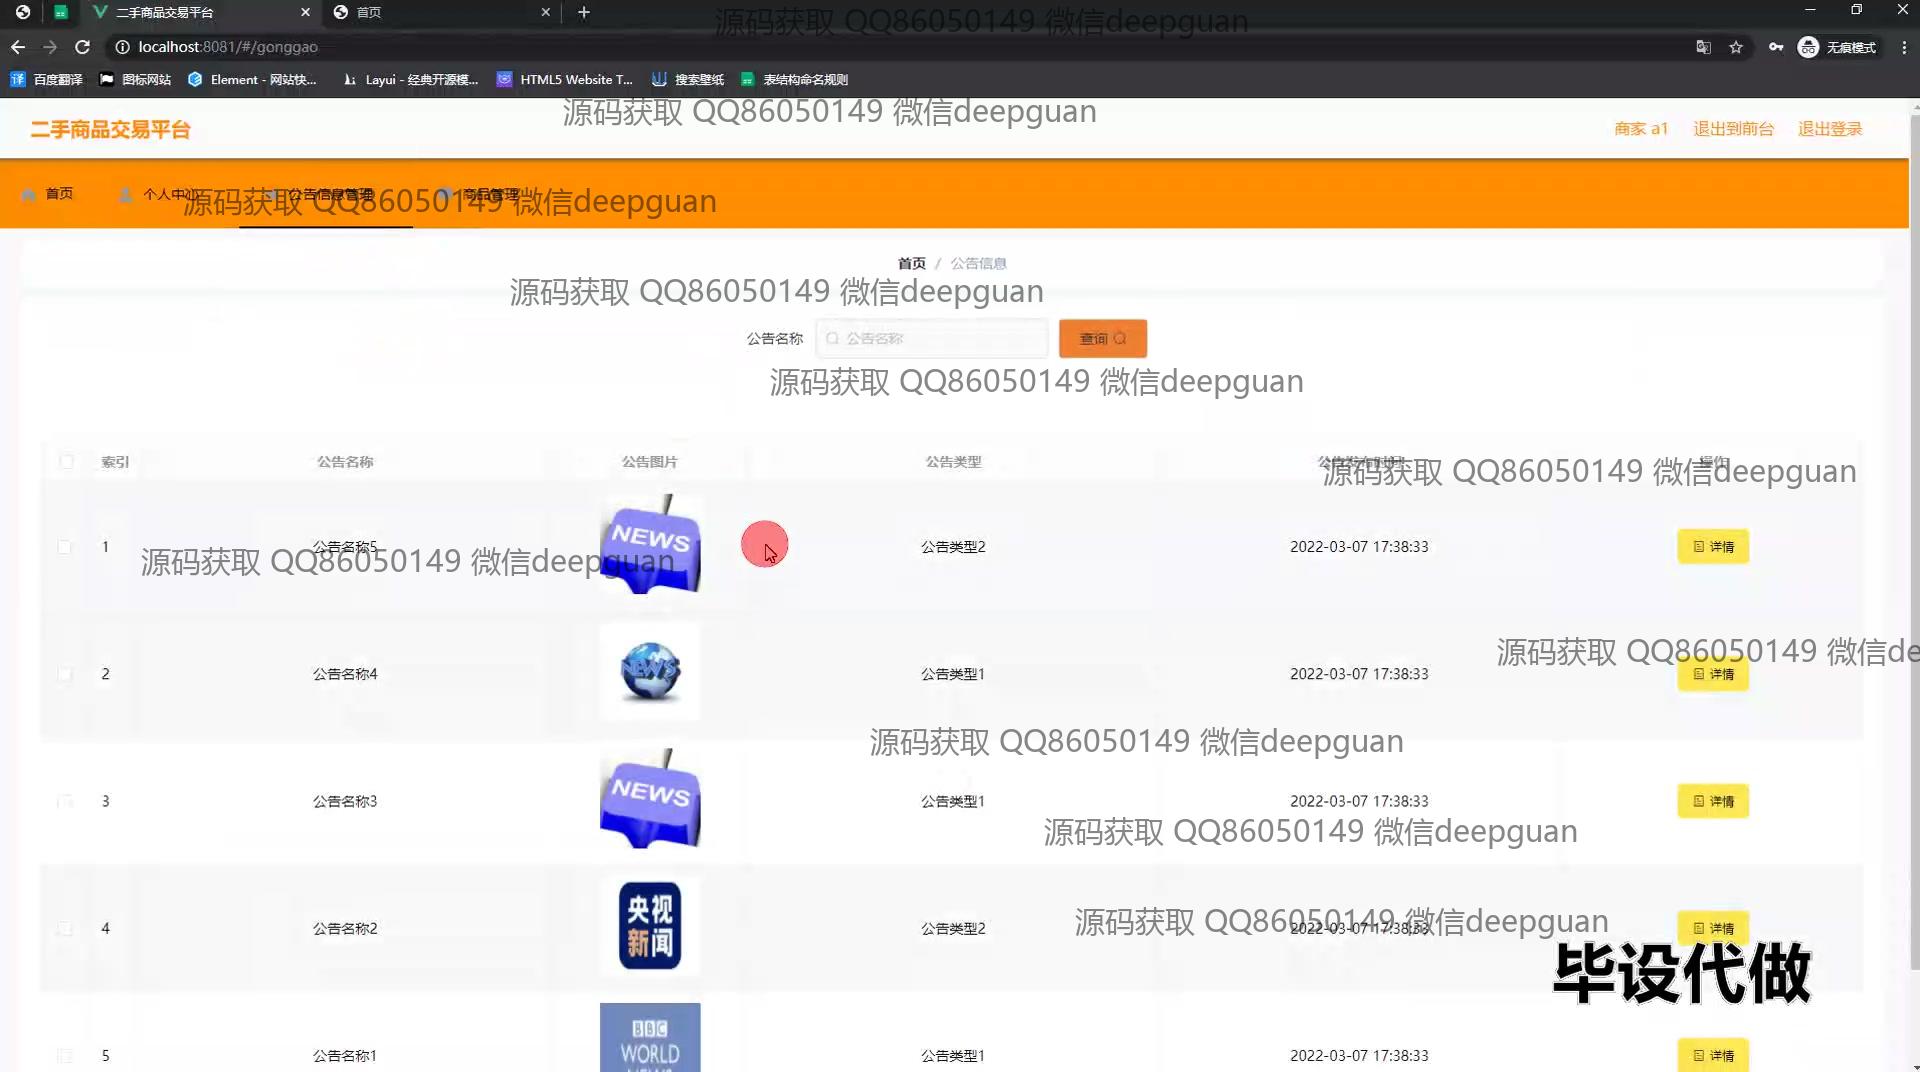 二手商品交易平台
首页
localhost:8081/#/gonggao
无痕模式
百度翻译
图标网站
Element - 网站快...
Layui - 经典开源模...
HTML5 Website T...
搜索壁纸
表结构命名规则
源码获取 QQ86050149 微信deepguan
源码获取 QQ86050149 微信deepguan
二手商品交易平台
商家 a1
退出到前台
退出登录
首页
个人中心
公告信息管理
商品管理
源码获取 QQ86050149 微信deepguan
首页 / 公告信息
源码获取 QQ86050149 微信deepguan
公告名称
公告名称
查询
源码获取 QQ86050149 微信deepguan
索引 公告名称 公告图片 公告类型 公告发布时间 操作
源码获取 QQ86050149 微信deepguan
NEWS
1 公告名称5 公告类型2 2022-03-07 17:38:33 详情
源码获取 QQ86050149 微信deepguan
源码获取 QQ86050149 微信de
NEWS
2 公告名称4 公告类型1 2022-03-07 17:38:33 详情
源码获取 QQ86050149 微信deepguan
NEWS
3 公告名称3 公告类型1 2022-03-07 17:38:33 详情
源码获取 QQ86050149 微信deepguan
央视
新闻
4 公告名称2 公告类型2 2022-03-07 17:38:33 详情
源码获取 QQ86050149 微信deepguan
毕设代做
BBC
WORLD
NEWS
5 公告名称1 公告类型1 2022-03-07 17:38:33 详情